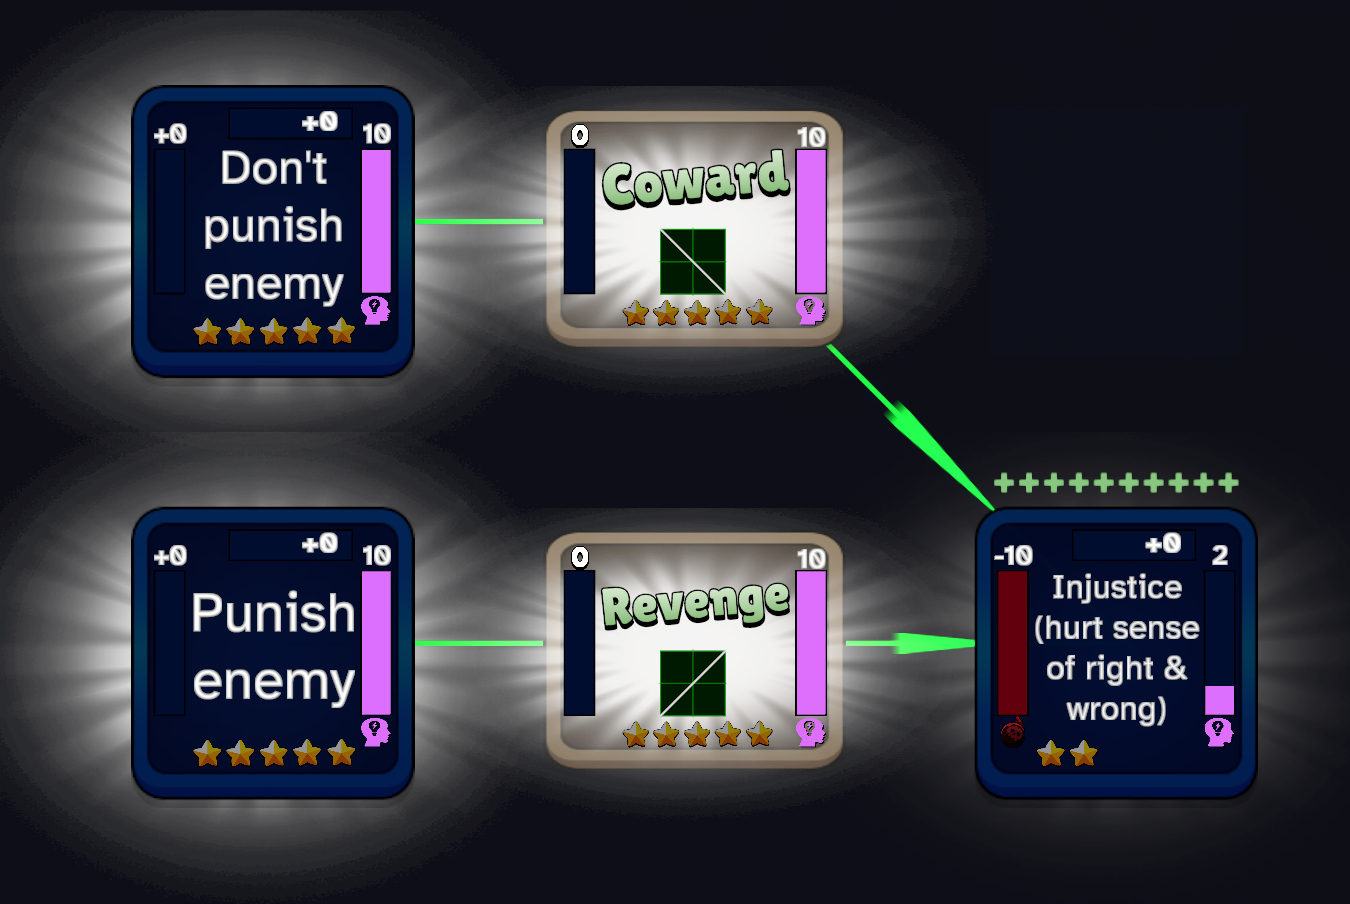 +0
+0
10
Don't
punish
enemy
0
10
Coward
+0
+0
10
Punish
enemy
0
10
Revenge
++++++++++
-10
+0
2
Injustice
(hurt sense
of right &
wrong)